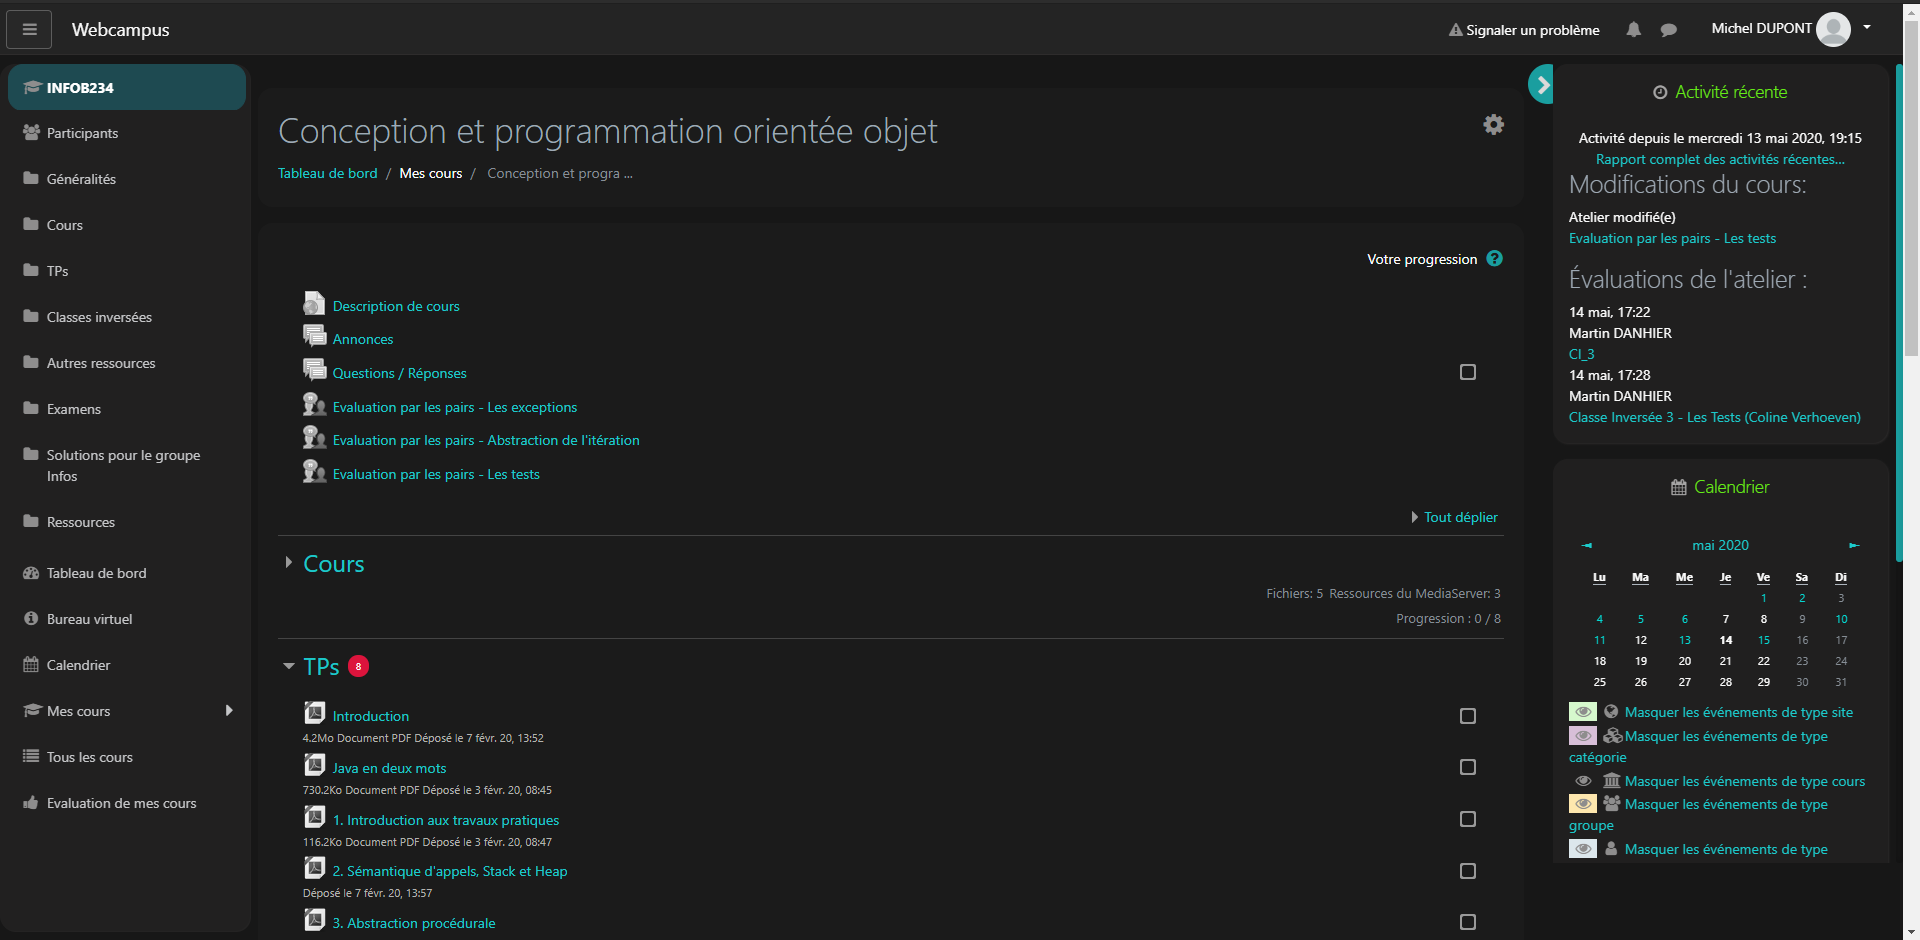 Webcampus
Signaler un problème
Michel DUPONT
INFOB234
Participants
Généralités
Cours
TPs
Classes inversées
Autres ressources
Examens
Solutions pour le groupe
Infos
Ressources
Tableau de bord
Bureau virtuel
Calendrier
Mes cours
Tous les cours
Evaluation de mes cours
Conception et programmation orientée objet
Tableau de bord / Mes cours / Conception et progra ...
Votre progression
Description de cours
Annonces
Questions / Réponses
Evaluation par les pairs - Les exceptions
Evaluation par les pairs - Abstraction de l'itération
Evaluation par les pairs - Les tests
Tout déplier
Cours
Fichiers: 5 Ressources du MediaServer: 3
Progression : 0 / 8
TPs 8
Introduction
4.2Mo Document PDF Déposé le 7 févr. 20, 13:52
Java en deux mots
730.2Ko Document PDF Déposé le 3 févr. 20, 08:45
1. Introduction aux travaux pratiques
116.2Ko Document PDF Déposé le 3 févr. 20, 08:47
2. Sémantique d'appels, Stack et Heap
Déposé le 7 févr. 20, 13:57
3. Abstraction procédurale
Activité récente
Activité depuis le mercredi 13 mai 2020, 19:15
Rapport complet des activités récentes...
Modifications du cours:
Atelier modifié(e)
Evaluation par les pairs - Les tests
Évaluations de l'atelier :
14 mai, 17:22
Martin DANHIER
CI_3
14 mai, 17:28
Martin DANHIER
Classe Inversée 3 - Les Tests (Coline Verhoeven)
Calendrier
mai 2020
Lu Ma Me Je Ve Sa Di
1 2 3
4 5 6 7 8 9 10
11 12 13 14 15 16 17
18 19 20 21 22 23 24
25 26 27 28 29 30 31
Masquer les événements de type site
Masquer les événements de type
catégorie
Masquer les événements de type cours
Masquer les événements de type
groupe
Masquer les événements de type